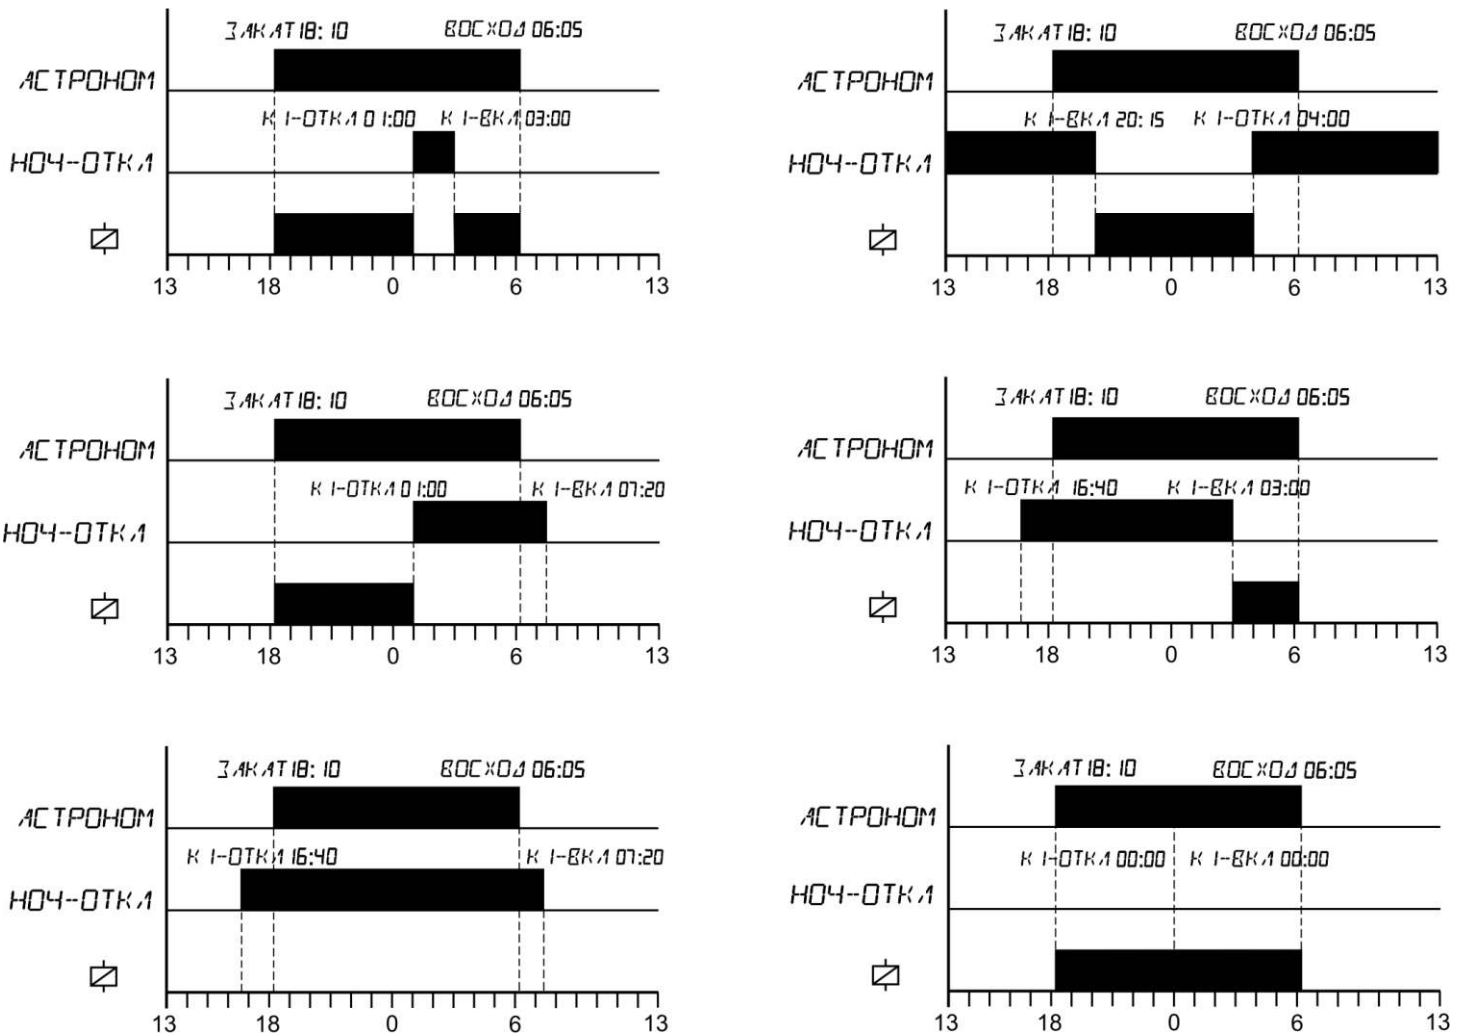 ЗАКАТ 18:10 ВОСХОД 06:05
АСТРОНОМ
К1-ОТКЛ 01:00 К1-ВКЛ 03:00
НОЧ-ОТКЛ
13 18 0 6 13
ЗАКАТ 18:10 ВОСХОД 06:05
АСТРОНОМ
К1-ВКЛ 20:15 К1-ОТКЛ 04:00
НОЧ-ОТКЛ
13 18 0 6 13
ЗАКАТ 18:10 ВОСХОД 06:05
АСТРОНОМ
К1-ОТКЛ 01:00 К1-ВКЛ 07:20
НОЧ-ОТКЛ
13 18 0 6 13
ЗАКАТ 18:10 ВОСХОД 06:05
АСТРОНОМ
К1-ОТКЛ 16:40 К1-ВКЛ 03:00
НОЧ-ОТКЛ
13 18 0 6 13
ЗАКАТ 18:10 ВОСХОД 06:05
АСТРОНОМ
К1-ОТКЛ 16:40 К1-ВКЛ 07:20
НОЧ-ОТКЛ
13 18 0 6 13
ЗАКАТ 18:10 ВОСХОД 06:05
АСТРОНОМ
К1-ОТКЛ 00:00 К1-ВКЛ 00:00
НОЧ-ОТКЛ
13 18 0 6 13